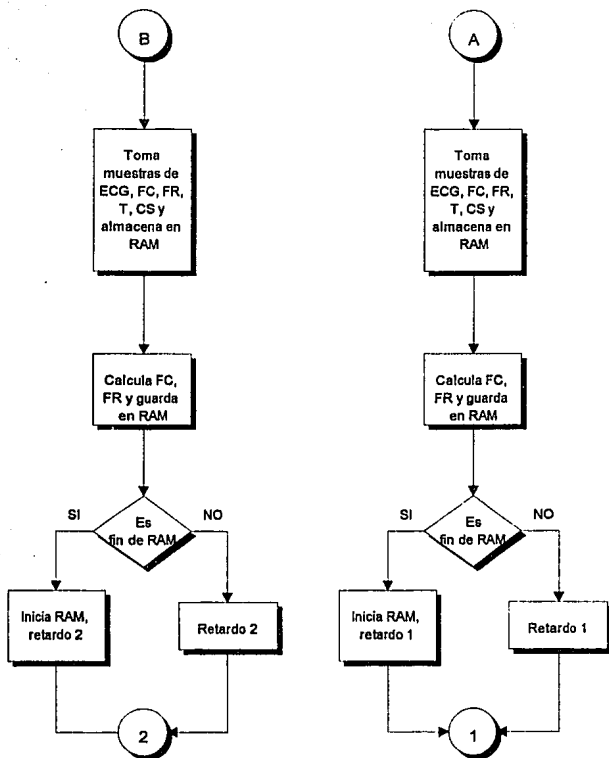 B
Toma
muestras de
ECG, FC, FR,
T, CS y
almacena en
RAM
Calcula FC,
FR y guarda
en RAM
SI
Es
fin de RAM
NO
Inicia RAM,
retardo 2
Retardo 2
2
A
Toma
muestras de
ECG, FC, FR,
T, CS y
almacena en
RAM
Calcula FC,
FR y guarda
en RAM
SI
Es
fin de RAM
NO
Inicia RAM,
retardo 1
Retardo 1
1